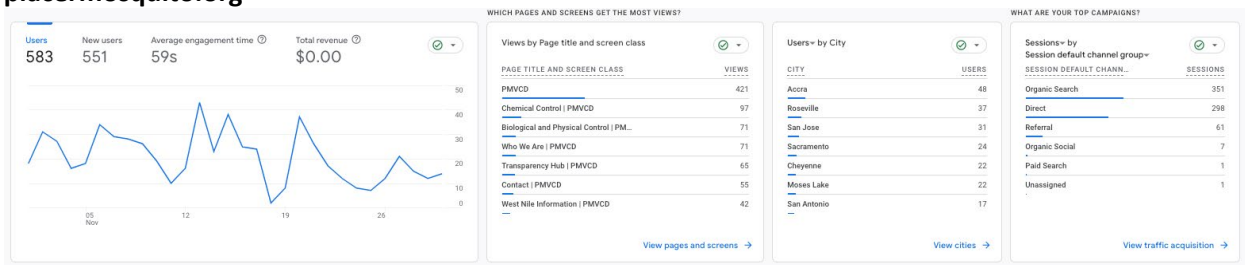 placermosquito.org
WHICH PAGES AND SCREENS GET THE MOST VIEWS?
WHAT ARE YOUR TOP CAMPAIGNS?
Users
583
New users
551
Average engagement time
59s
Total revenue
$0.00
50
40
30
20
10
0
05
Nov
12
19
26
Views by Page title and screen class
PAGE TITLE AND SCREEN CLASS VIEWS
PMVCD 421
Chemical Control | PMVCD 97
Biological and Physical Control | PM... 71
Who We Are | PMVCD 71
Transparency Hub | PMVCD 65
Contact | PMVCD 55
West Nile Information | PMVCD 42
View pages and screens →
Users by City
CITY USERS
Accra 48
Roseville 37
San Jose 31
Sacramento 24
Cheyenne 22
Moses Lake 22
San Antonio 17
View cities →
Sessions by
Session default channel group
SESSION DEFAULT CHANN... SESSIONS
Organic Search 351
Direct 298
Referral 61
Organic Social 7
Paid Search 1
Unassigned 1
View traffic acquisition →